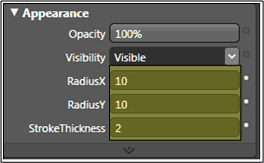 Appearance
Opacity 100%
Visibility Visible
RadiusX 10
RadiusY 10
StrokeThickness 2